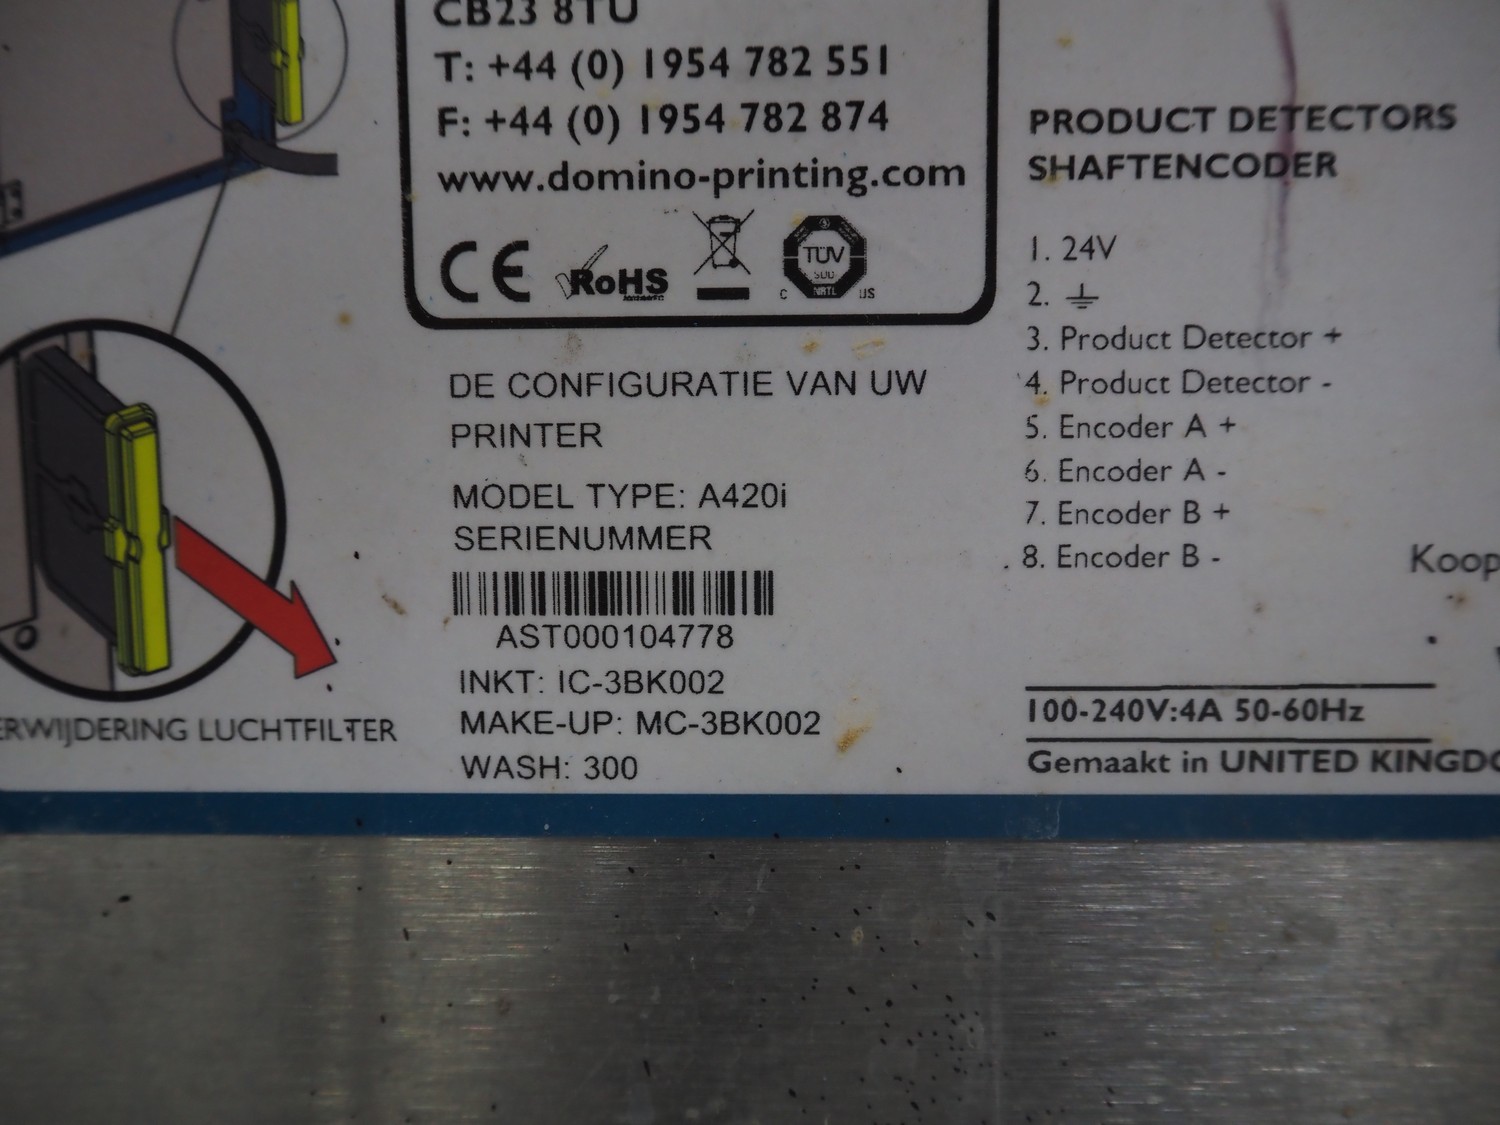 CB23 8TU
T: +44 (0) 1954 782 551
F: +44 (0) 1954 782 874
www.domino-printing.com
CE
RoHS
TÜV
SÜD
NRTL
C US
DE CONFIGURATIE VAN UW
PRINTER
MODEL TYPE: A420i
SERIENUMMER
AST000104778
INKT: IC-3BK002
MAKE-UP: MC-3BK002
WASH: 300
ERWIJDERING LUCHTFILTER
PRODUCT DETECTORS
SHAFTENCODER
1. 24V
2.
3. Product Detector +
4. Product Detector -
5. Encoder A +
6. Encoder A -
7. Encoder B +
8. Encoder B -
Koop
100-240V:4A 50-60Hz
Gemaakt in UNITED KINGDO